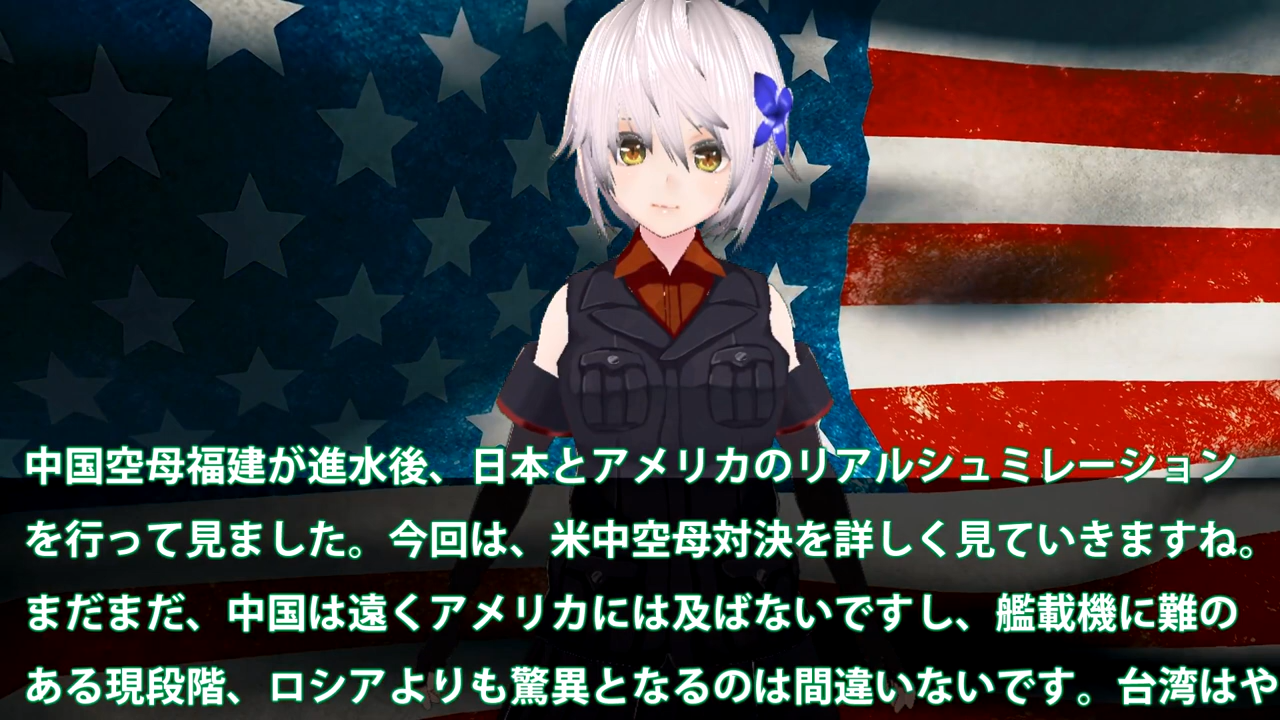 中国空母福建が進水後、日本とアメリカのリアルシュミレーション
を行って見ました。今回は、米中空母対決を詳しく見ていきますね。
まだまだ、中国は遠くアメリカには及ばないですし、艦載機に難の
ある現段階、ロシアよりも驚異となるのは間違いないです。台湾はや